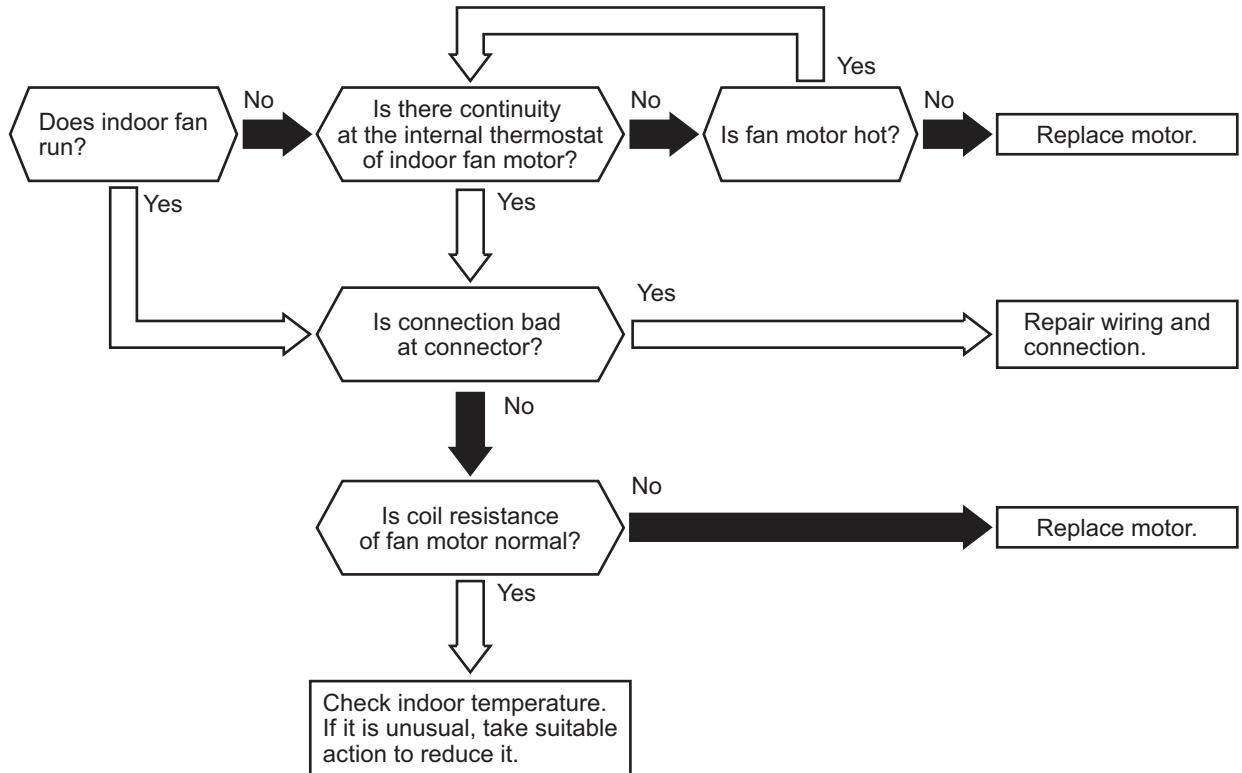 Yes
Does indoor fan
run?
No
Is there continuity
at the internal thermostat
of indoor fan motor?
No
Is fan motor hot?
No
Replace motor.
Yes
Yes
Is connection bad
at connector?
Yes
Repair wiring and
connection.
No
Is coil resistance
of fan motor normal?
No
Replace motor.
Yes
Check indoor temperature.
If it is unusual, take suitable
action to reduce it.